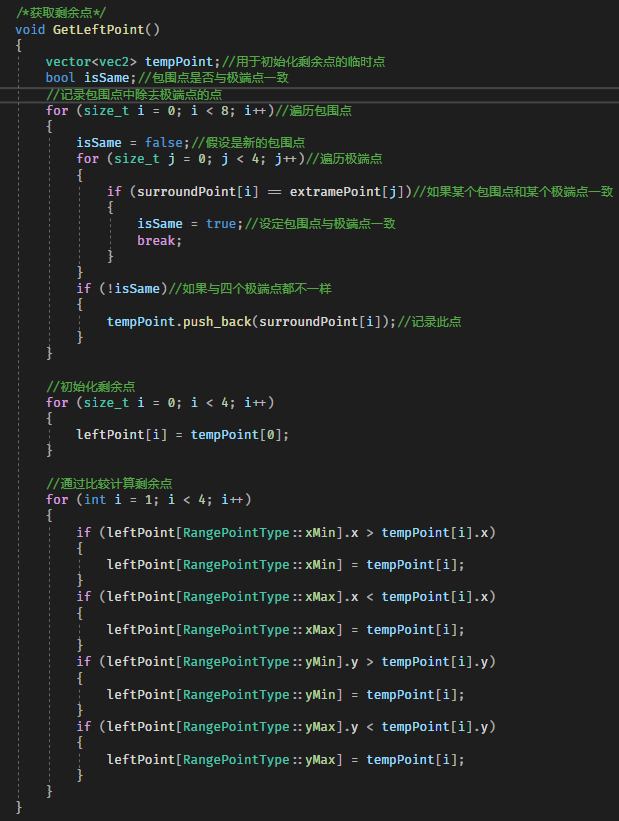 /*获取剩余点*/
void GetLeftPoint()
{
    vector<vec2> tempPoint;//用于初始化剩余点的临时点
    bool isSame;//包围点是否与极端点一致
    //记录包围点中除去极端点的点
    for (size_t i = 0; i < 8; i++)//遍历包围点
    {
        isSame = false;//假设是新的包围点
        for (size_t j = 0; j < 4; j++)//遍历极端点
        {
            if (surroundPoint[i] == extramePoint[j])//如果某个包围点和某个极端点一致
            {
                isSame = true;//设定包围点与极端点一致
                break;
            }
        }
        if (!isSame)//如果与四个极端点都不一样
        {
            tempPoint.push_back(surroundPoint[i]);//记录此点
        }
    }

    //初始化剩余点
    for (size_t i = 0; i < 4; i++)
    {
        leftPoint[i] = tempPoint[0];
    }

    //通过比较计算剩余点
    for (int i = 1; i < 4; i++)
    {
        if (leftPoint[RangePointType::xMin].x > tempPoint[i].x)
        {
            leftPoint[RangePointType::xMin] = tempPoint[i];
        }
        if (leftPoint[RangePointType::xMax].x < tempPoint[i].x)
        {
            leftPoint[RangePointType::xMax] = tempPoint[i];
        }
        if (leftPoint[RangePointType::yMin].y > tempPoint[i].y)
        {
            leftPoint[RangePointType::yMin] = tempPoint[i];
        }
        if (leftPoint[RangePointType::yMax].y < tempPoint[i].y)
        {
            leftPoint[RangePointType::yMax] = tempPoint[i];
        }
    }
}